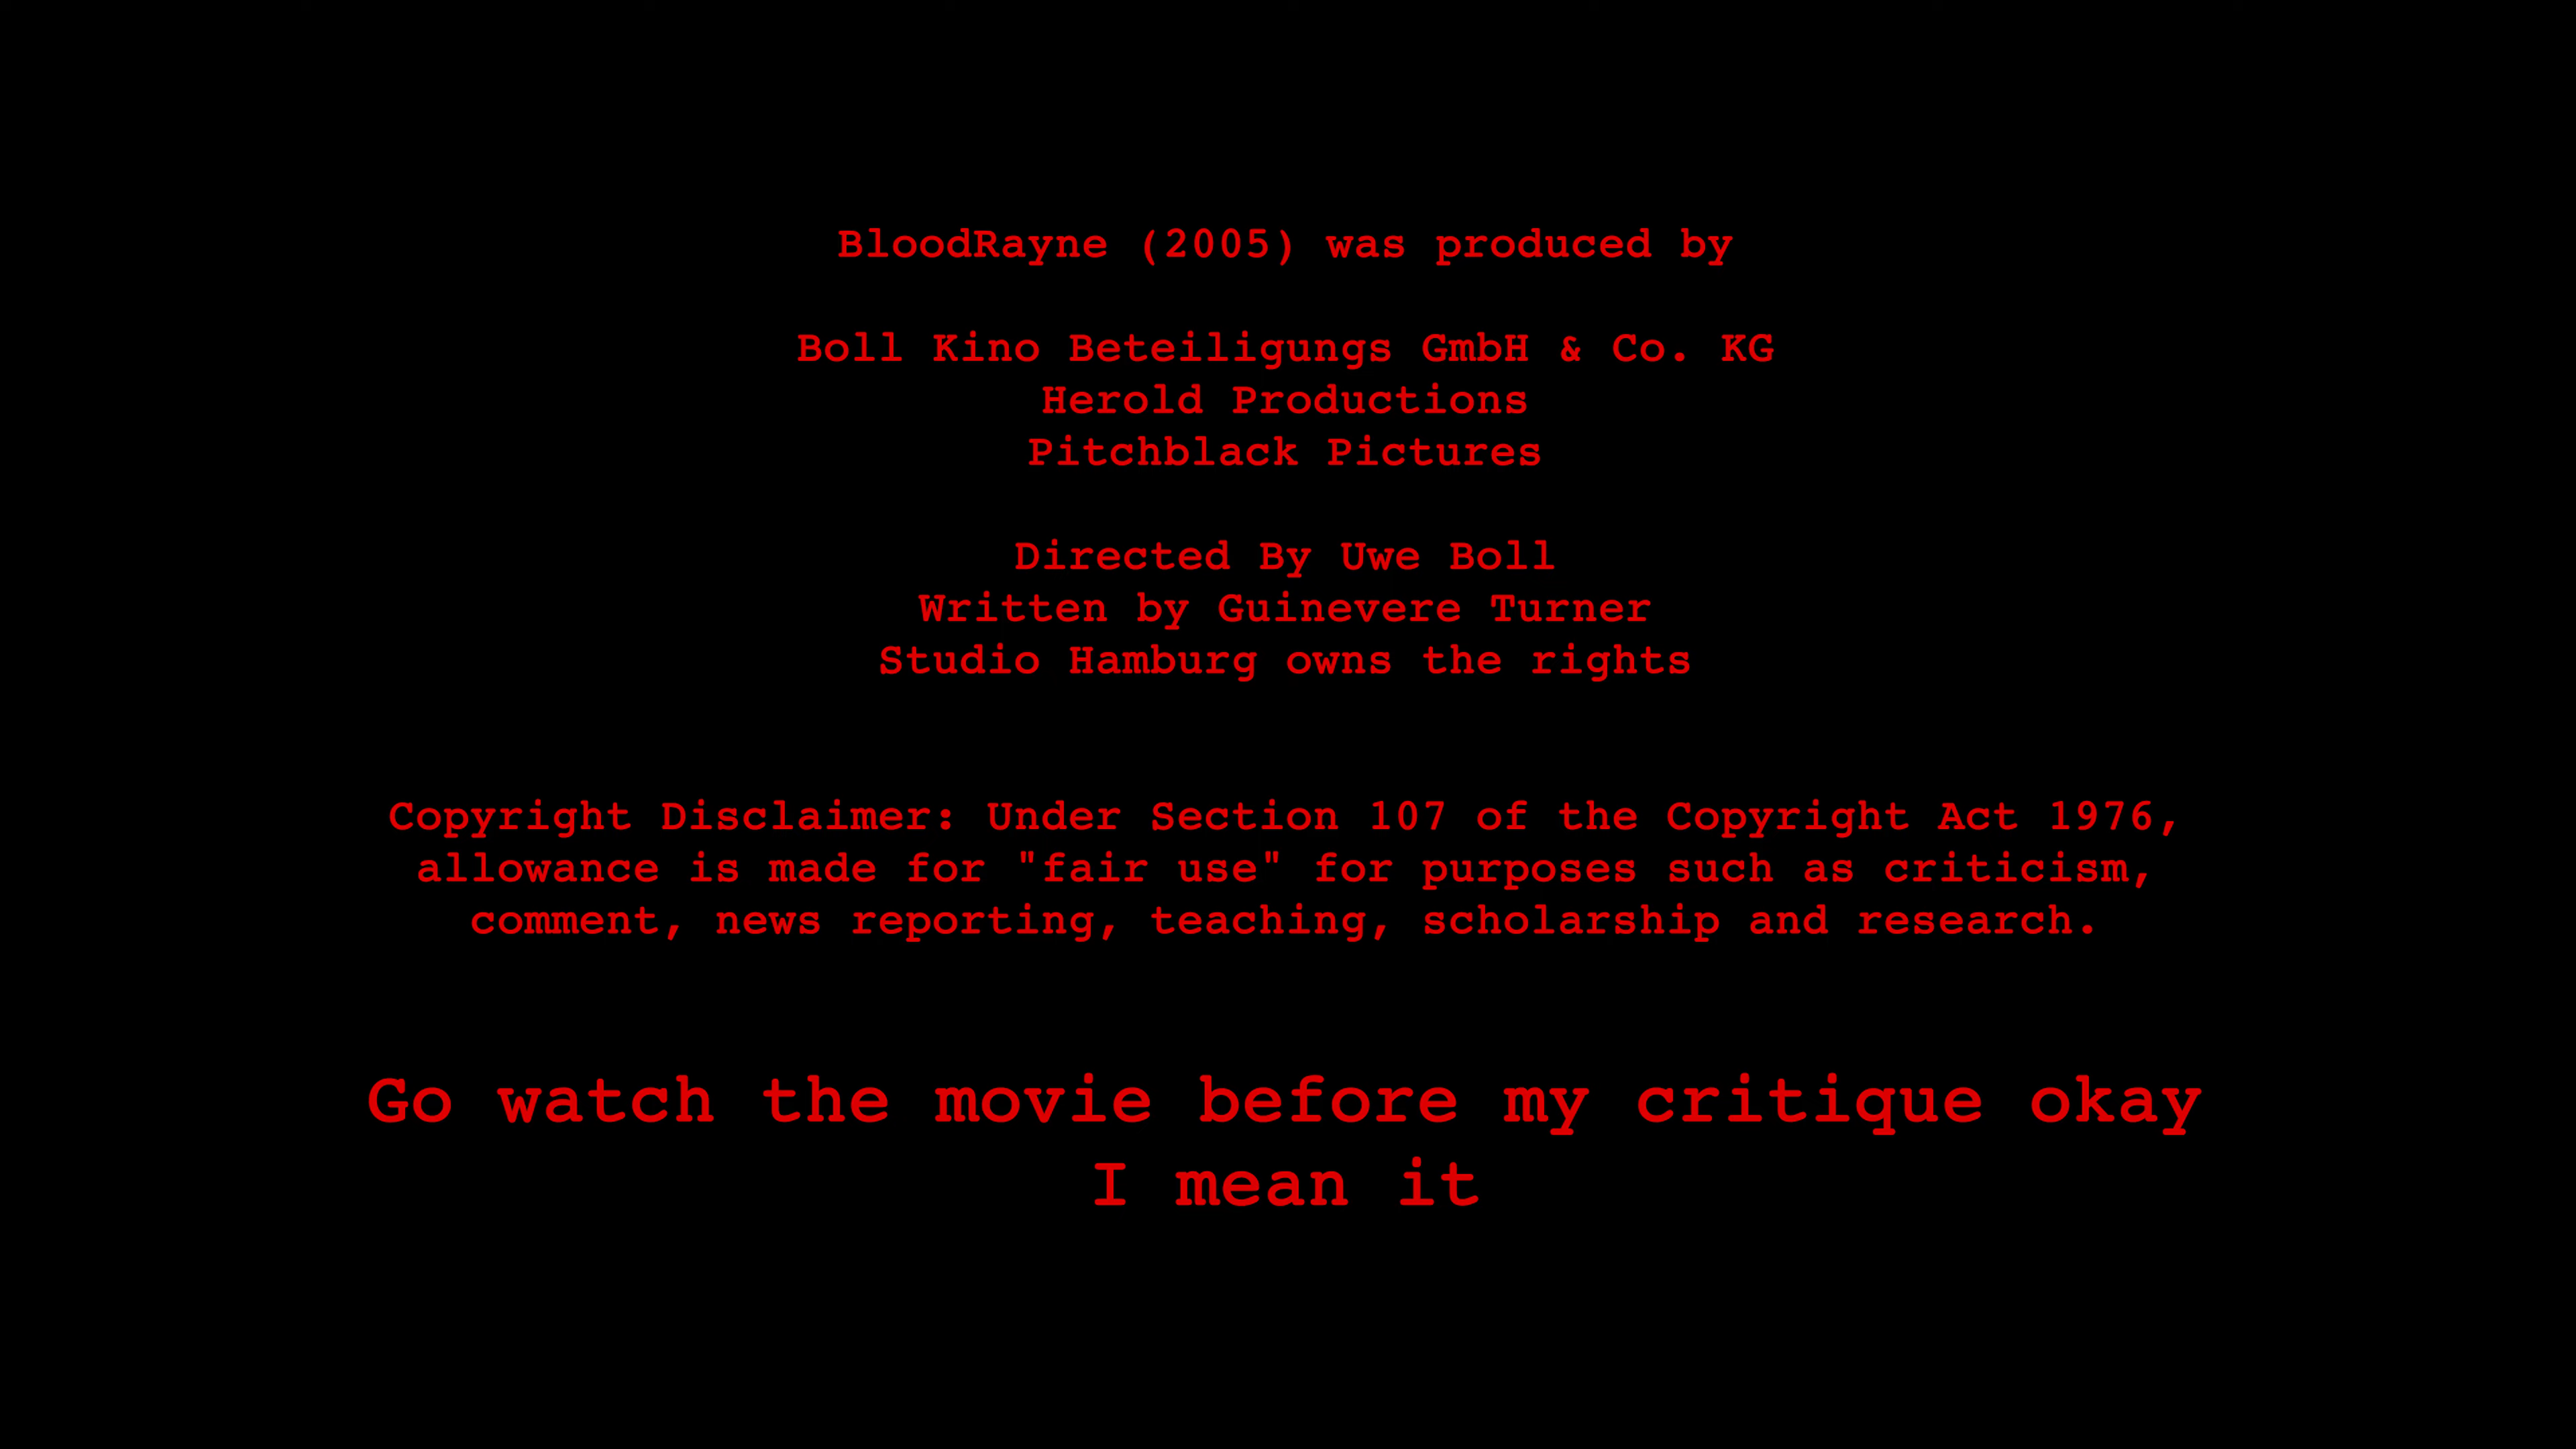 BloodRayne (2005) was produced by
Boll Kino Beteiligungs GmbH & Co. KG
Herold Productions
Pitchblack Pictures
Directed By Uwe Boll
Written by Guinevere Turner
Studio Hamburg owns the rights
Copyright Disclaimer: Under Section 107 of the Copyright Act 1976,
allowance is made for "fair use" for purposes such as criticism,
comment, news reporting, teaching, scholarship and research.
Go watch the movie before my critique okay
I mean it